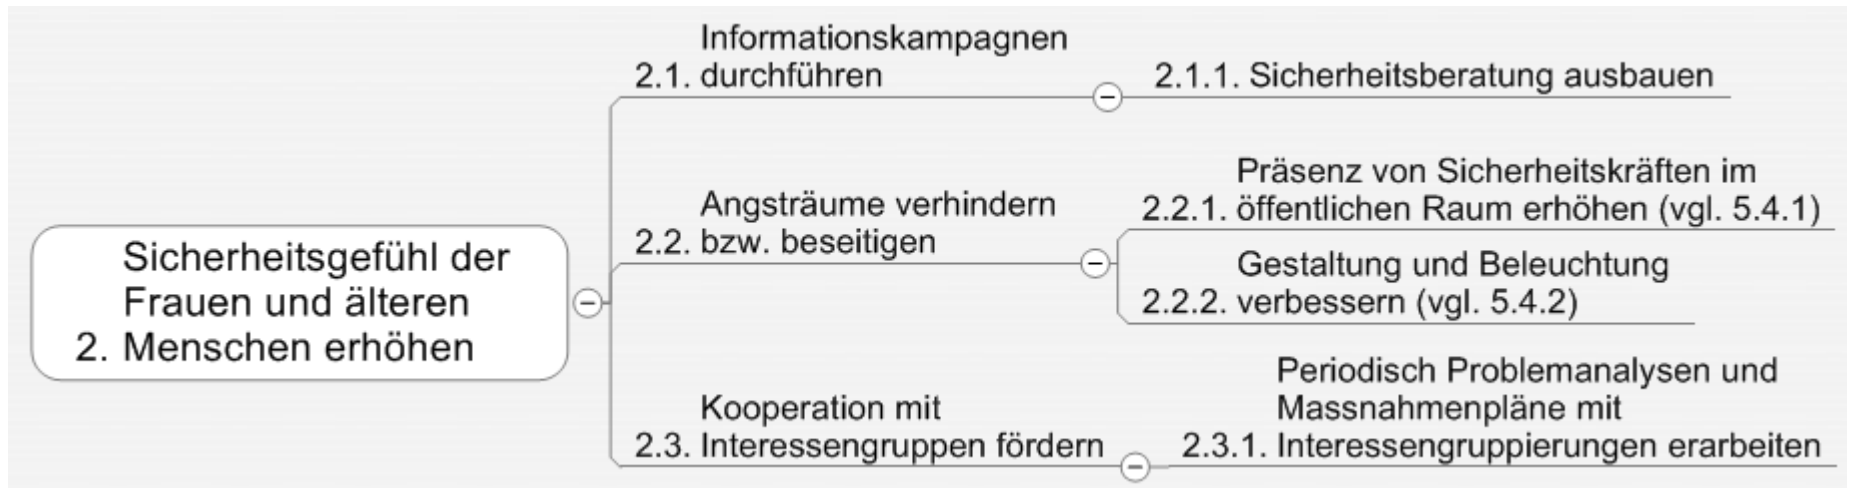 Sicherheitsgefühl der
Frauen und älteren
2. Menschen erhöhen
Informationskampagnen
2.1. durchführen
2.1.1. Sicherheitsberatung ausbauen
Angsträume verhindern
2.2. bzw. beseitigen
Präsenz von Sicherheitskräften im
2.2.1. öffentlichen Raum erhöhen (vgl. 5.4.1)
Gestaltung und Beleuchtung
2.2.2. verbessern (vgl. 5.4.2)
Kooperation mit
2.3. Interessengruppen fördern
Periodisch Problemanalysen und
Massnahmenpläne mit
2.3.1. Interessengruppierungen erarbeiten